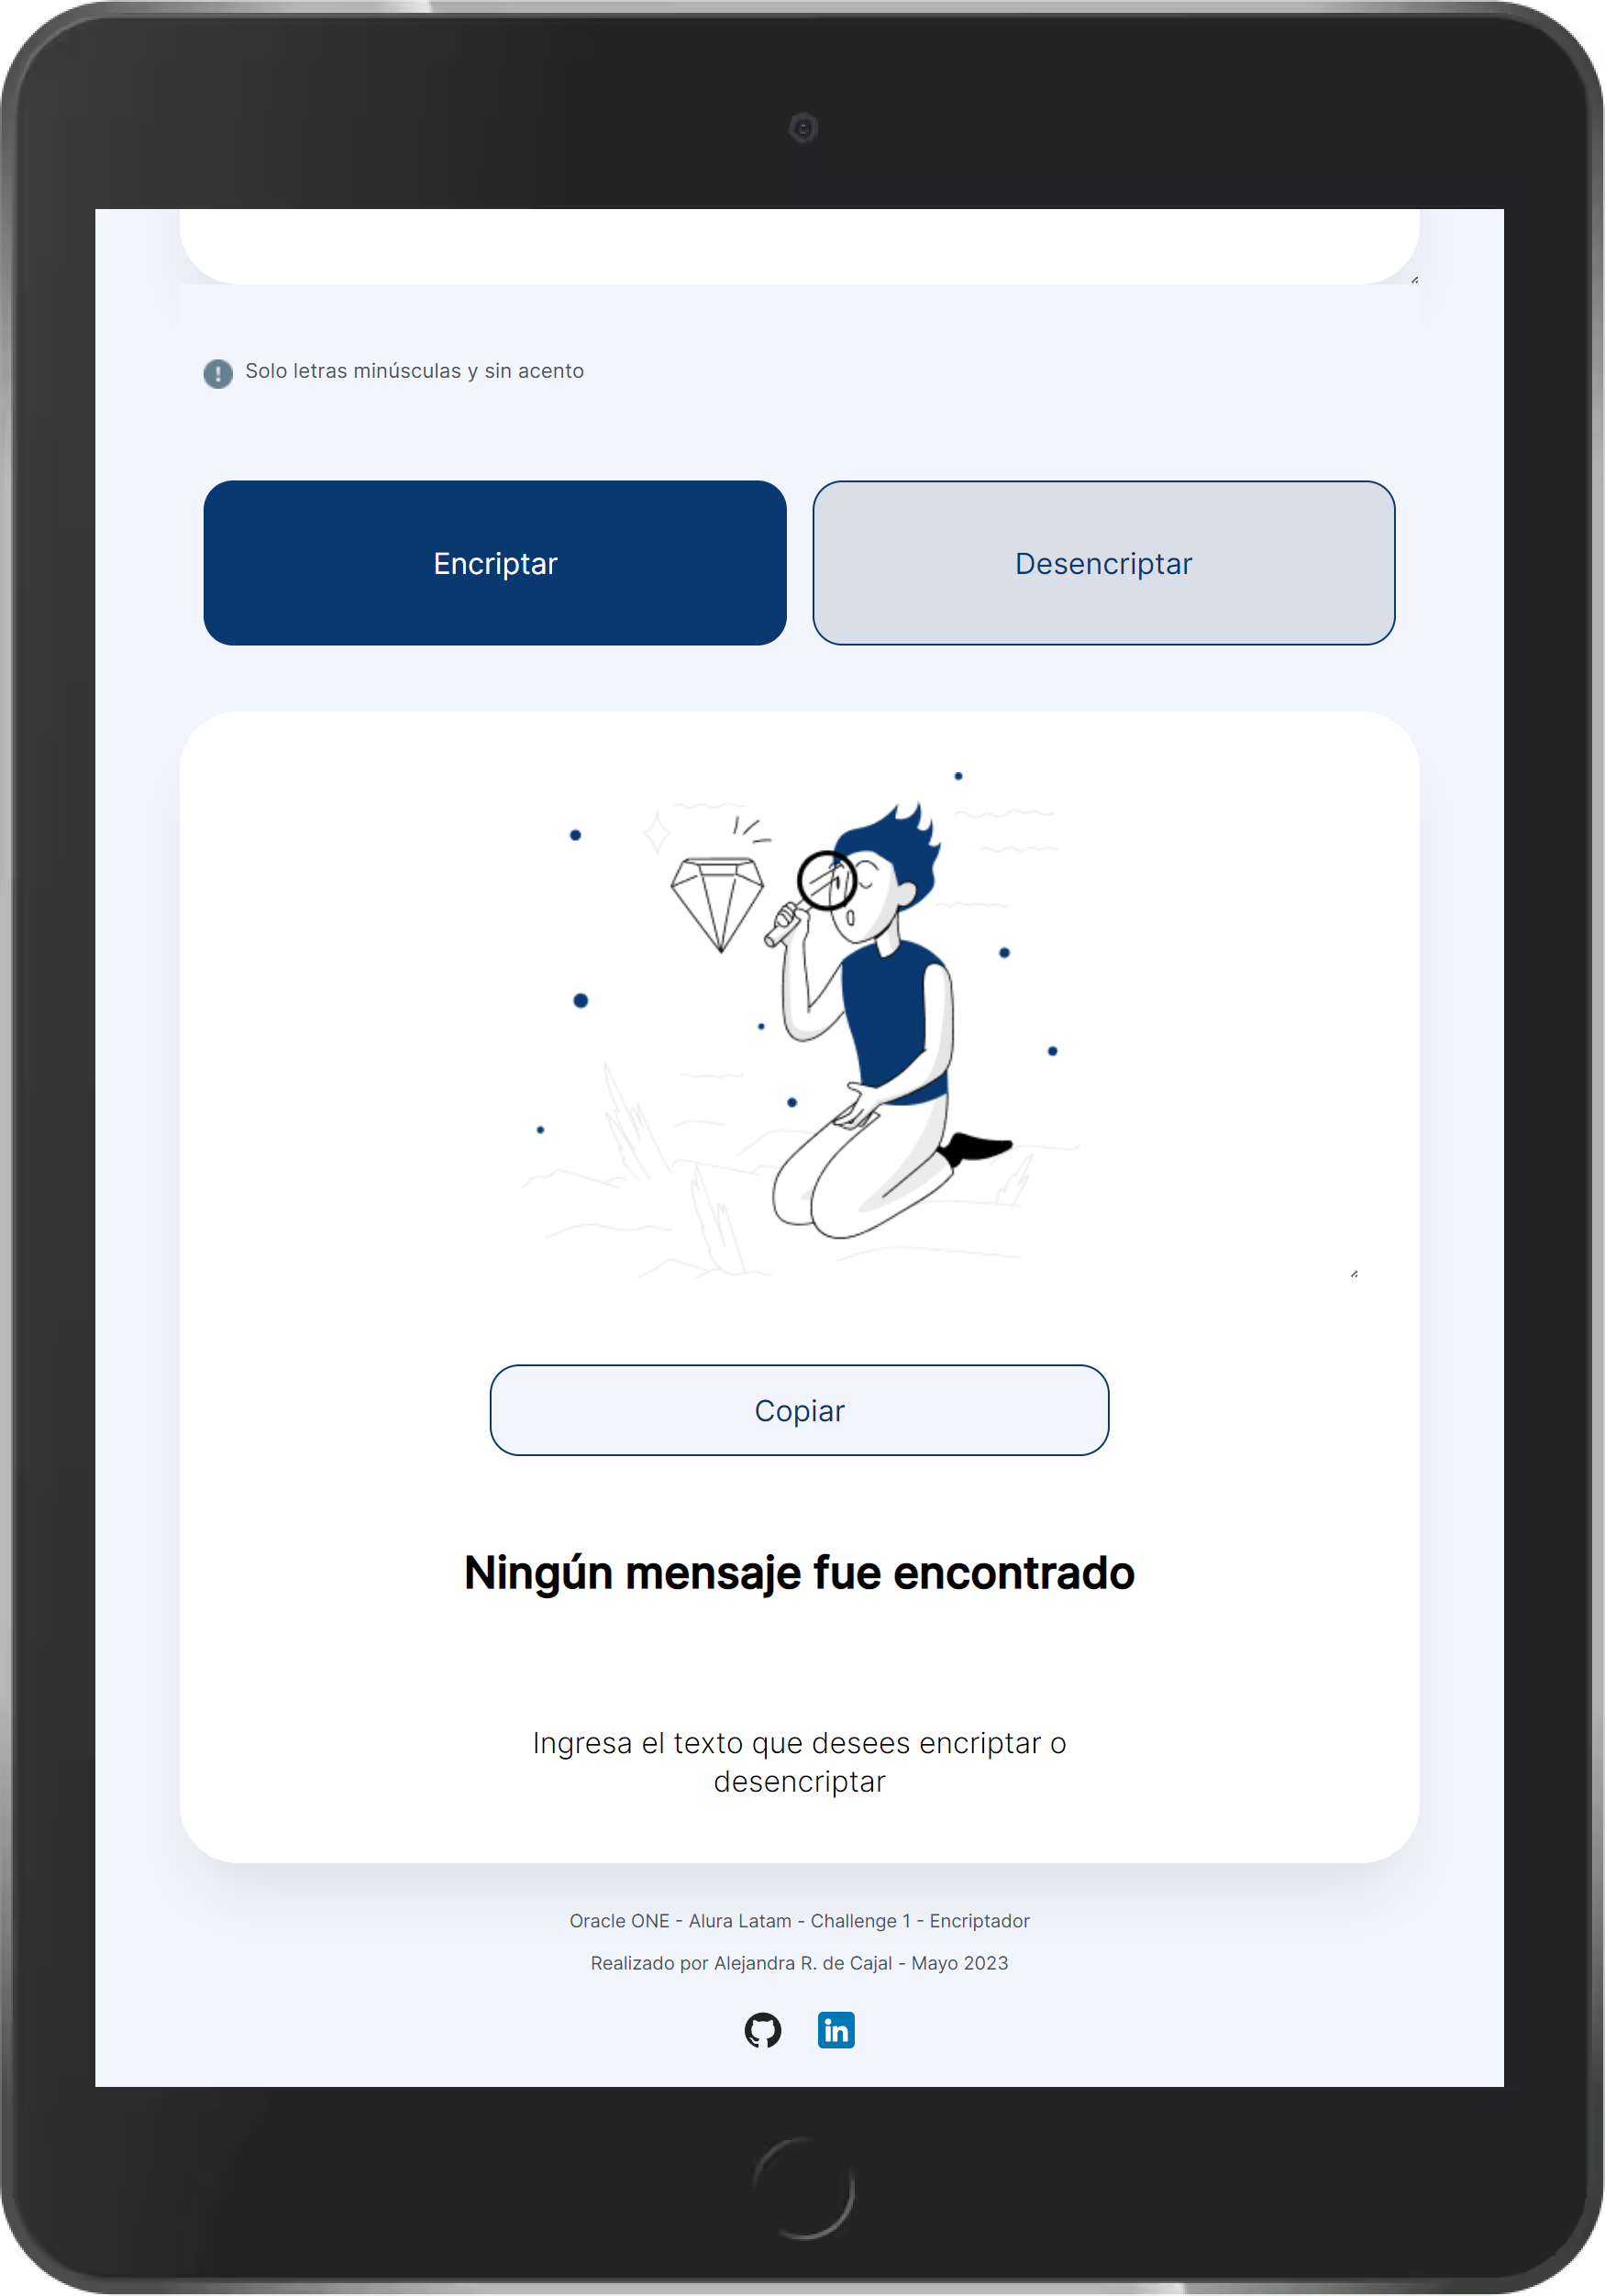 Solo letras minúsculas y sin acento
Encriptar
Desencriptar
Copiar
Ningún mensaje fue encontrado
Ingresa el texto que desees encriptar o
desencriptar
Oracle ONE - Alura Latam - Challenge 1 - Encriptador
Realizado por Alejandra R. de Cajal - Mayo 2023
in